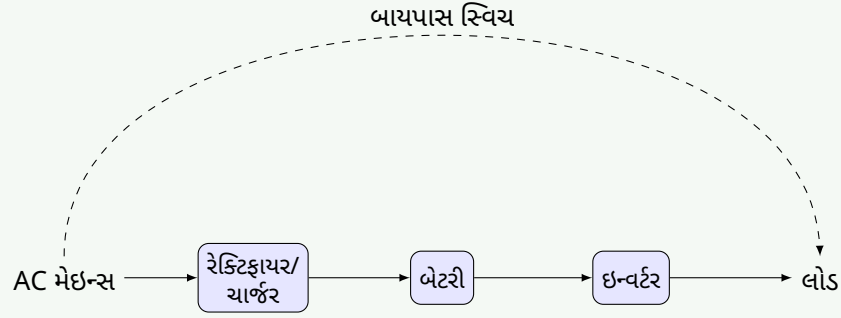 બાયપાસ સ્વિચ
AC મેઇન્સ
રેક્ટિફાયર/
ચાર્જર
બેટરી
ઇન્વર્ટર
લોડ